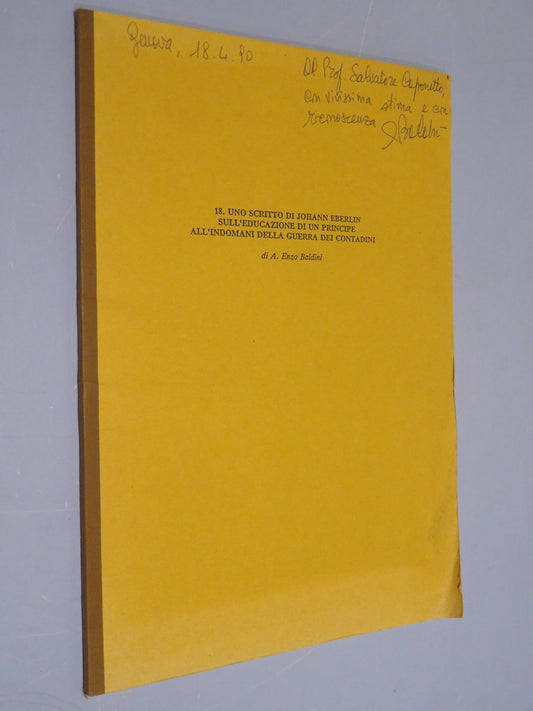 Genova, 18.4.90
Al Prof. Salvatore Caponetto,
con vivissima stima e con
riconoscenza
18. UNO SCRITTO DI JOHANN EBERLIN
SULL'EDUCAZIONE DI UN PRINCIPE
ALL'INDOMANI DELLA GUERRA DEI CONTADINI
di A. Enzo Baldini